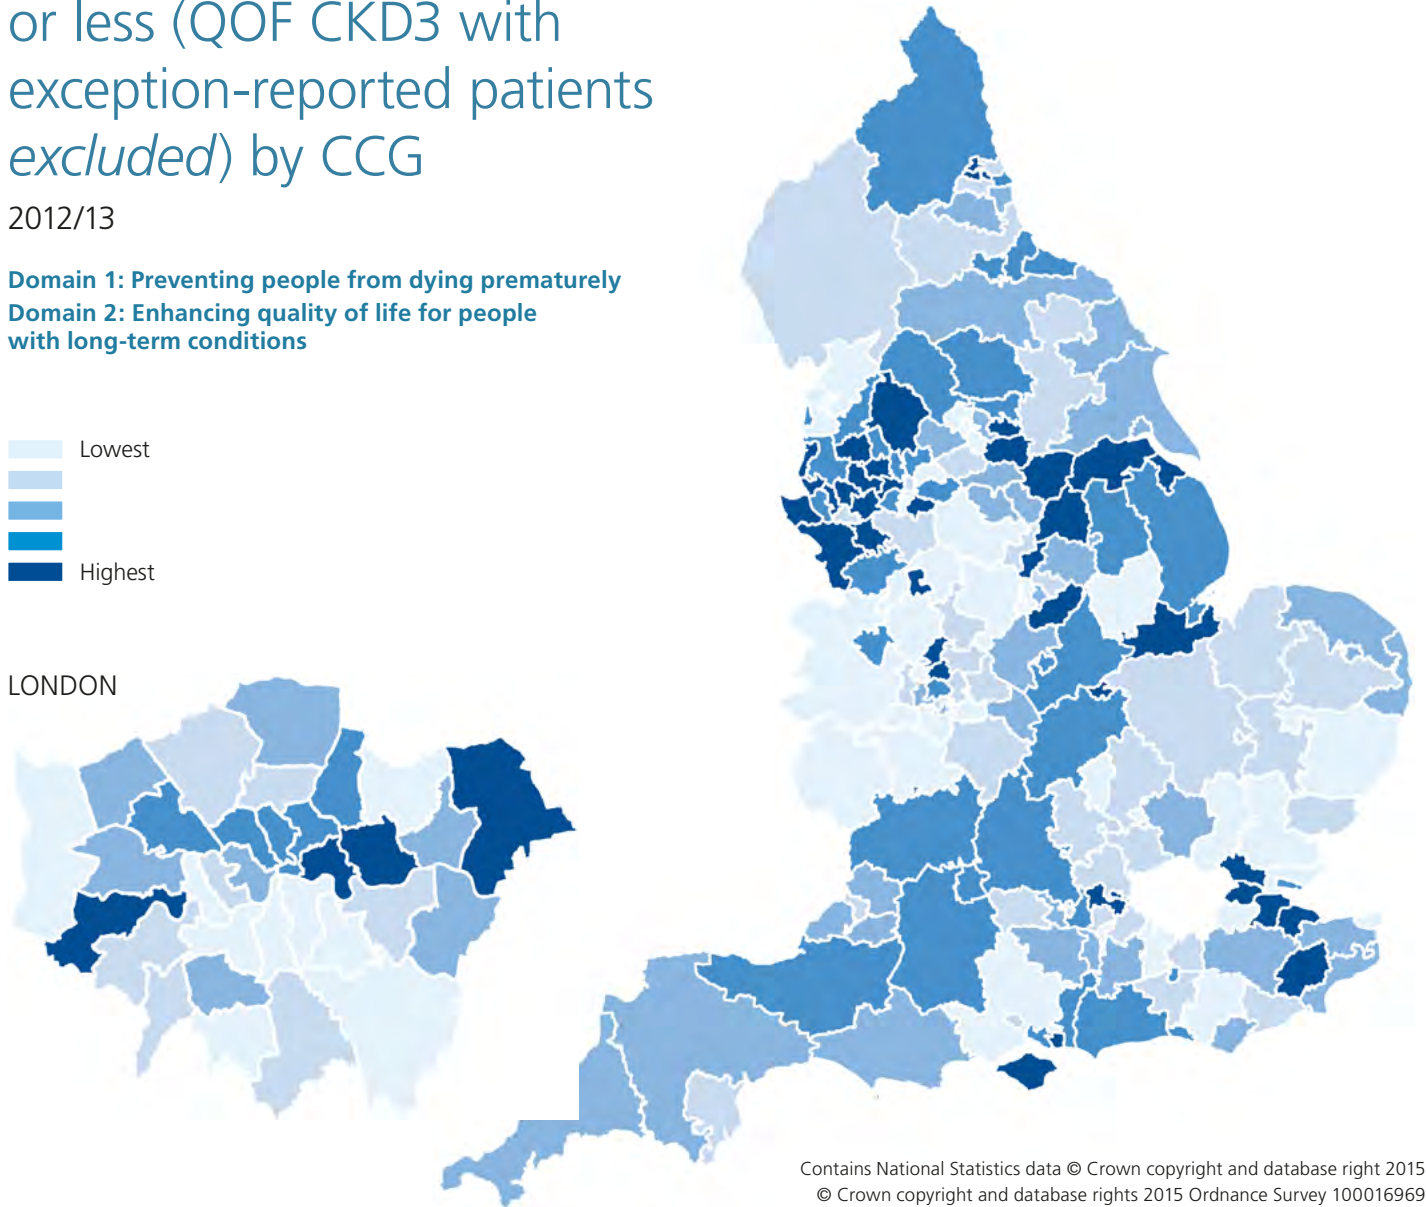 or less (QOF CKD3 with
exception-reported patients
excluded) by CCG
2012/13
Domain 1: Preventing people from dying prematurely
Domain 2: Enhancing quality of life for people
with long-term conditions
Lowest
Highest
LONDON
Contains National Statistics data © Crown copyright and database right 2015
© Crown copyright and database rights 2015 Ordnance Survey 100016969